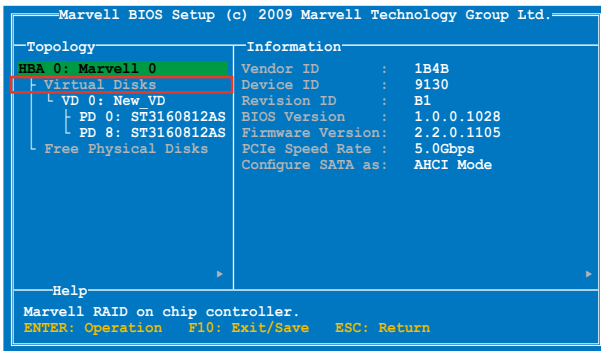 Marvell BIOS Setup (c) 2009 Marvell Technology Group Ltd.
Topology
HBA 0: Marvell 0
Virtual Disks
VD 0: New_VD
PD 0: ST3160812AS
PD 8: ST3160812AS
Free Physical Disks
Information
Vendor ID : 1B4B
Device ID : 9130
Revision ID : B1
BIOS Version : 1.0.0.1028
Firmware Version: 2.2.0.1105
PCIe Speed Rate : 5.0Gbps
Configure SATA as: AHCI Mode
Help
Marvell RAID on chip controller.
ENTER: Operation F10: Exit/Save ESC: Return